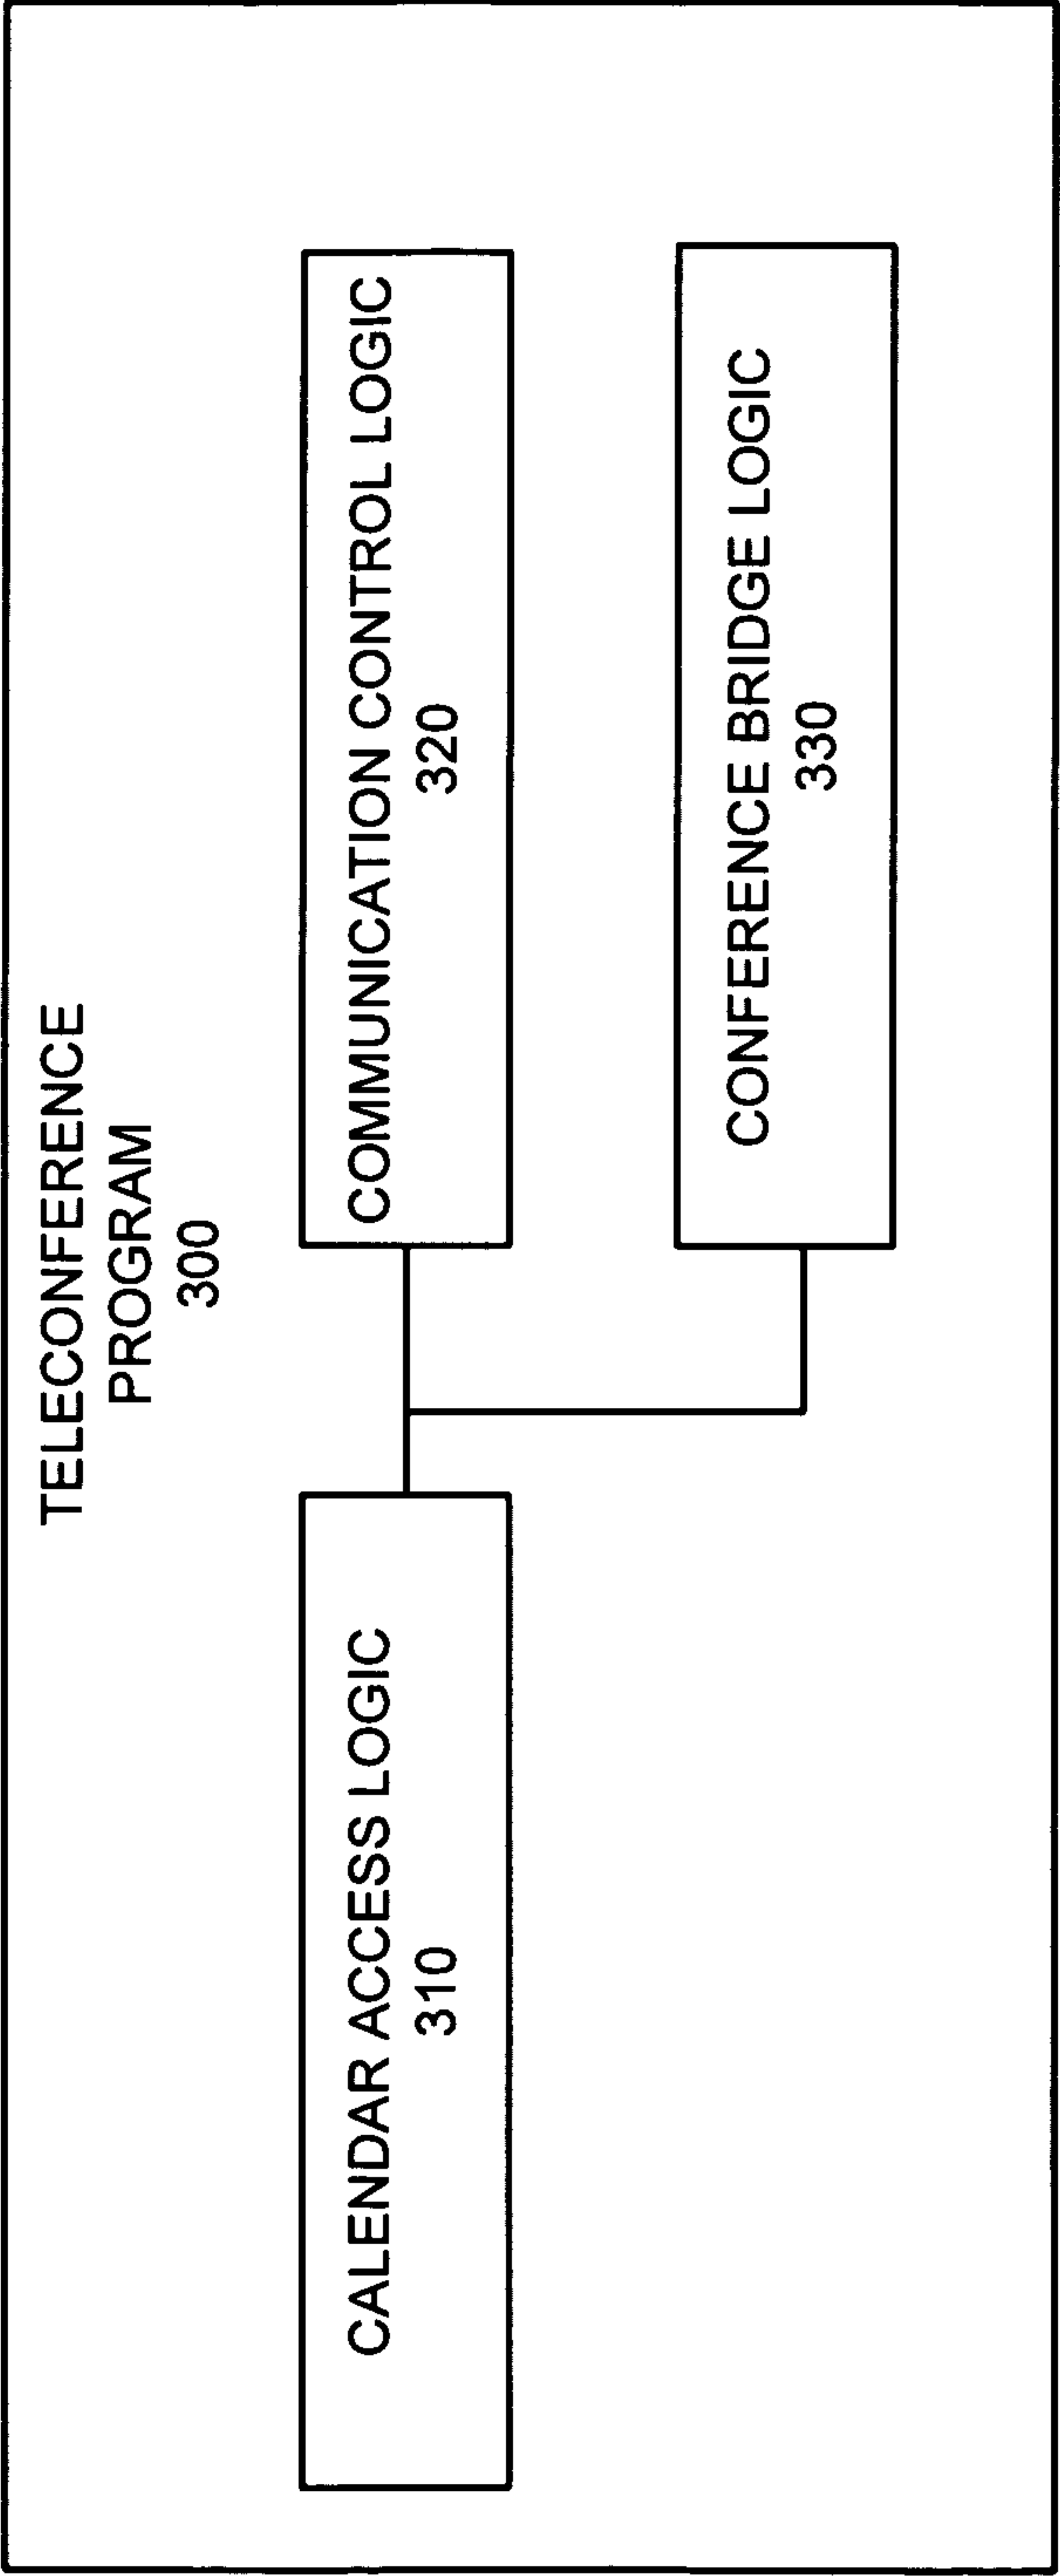 TELECONFERENCE
PROGRAM
300
CALENDAR ACCESS LOGIC
310
COMMUNICATION CONTROL LOGIC
320
CONFERENCE BRIDGE LOGIC
330